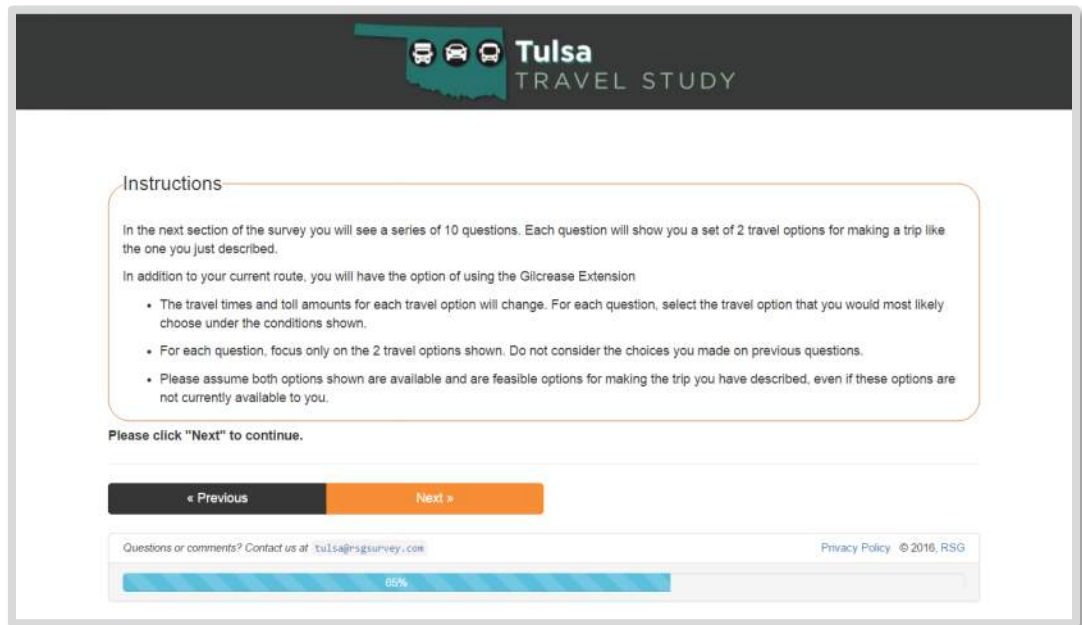 Tulsa
TRAVEL STUDY
Instructions
In the next section of the survey you will see a series of 10 questions. Each question will show you a set of 2 travel options for making a trip like
the one you just described.
In addition to your current route, you will have the option of using the Gilcrease Extension
• The travel times and toll amounts for each travel option will change. For each question, select the travel option that you would most likely
choose under the conditions shown.
• For each question, focus only on the 2 travel options shown. Do not consider the choices you made on previous questions.
• Please assume both options shown are available and are feasible options for making the trip you have described, even if these options are
not currently available to you.
Please click "Next" to continue.
« Previous Next »
Questions or comments? Contact us at tulsa@rsgsurvey.com Privacy Policy © 2016, RSG
65%